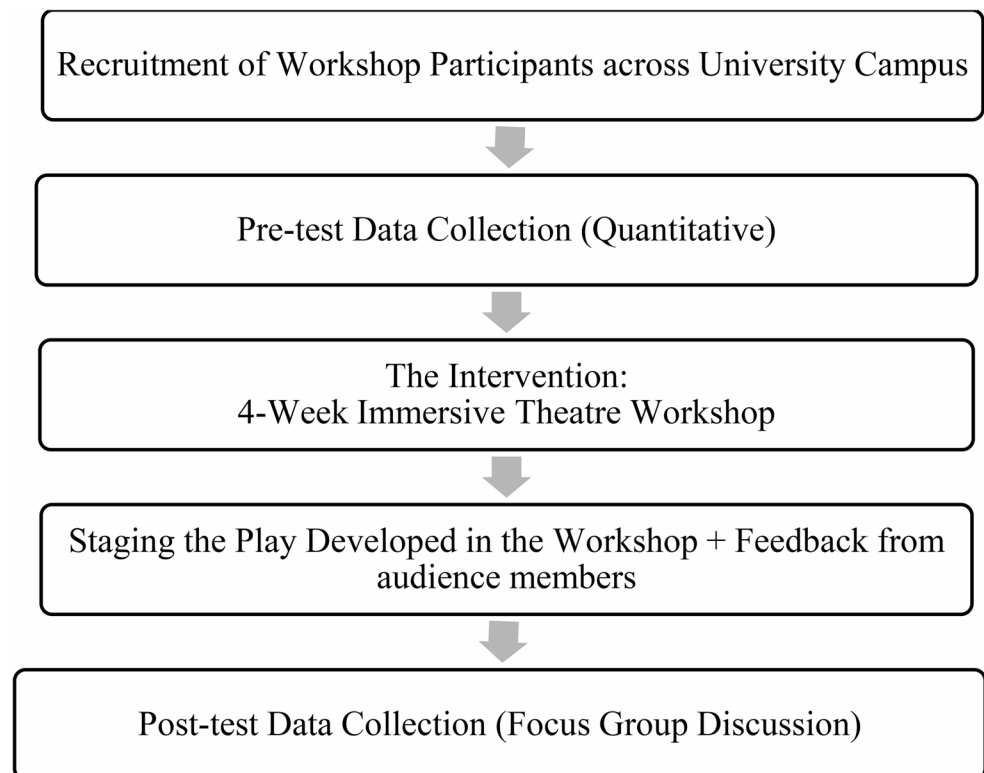 Recruitment of Workshop Participants across University Campus
Pre-test Data Collection (Quantitative)
The Intervention:
4-Week Immersive Theatre Workshop
Staging the Play Developed in the Workshop + Feedback from
audience members
Post-test Data Collection (Focus Group Discussion)